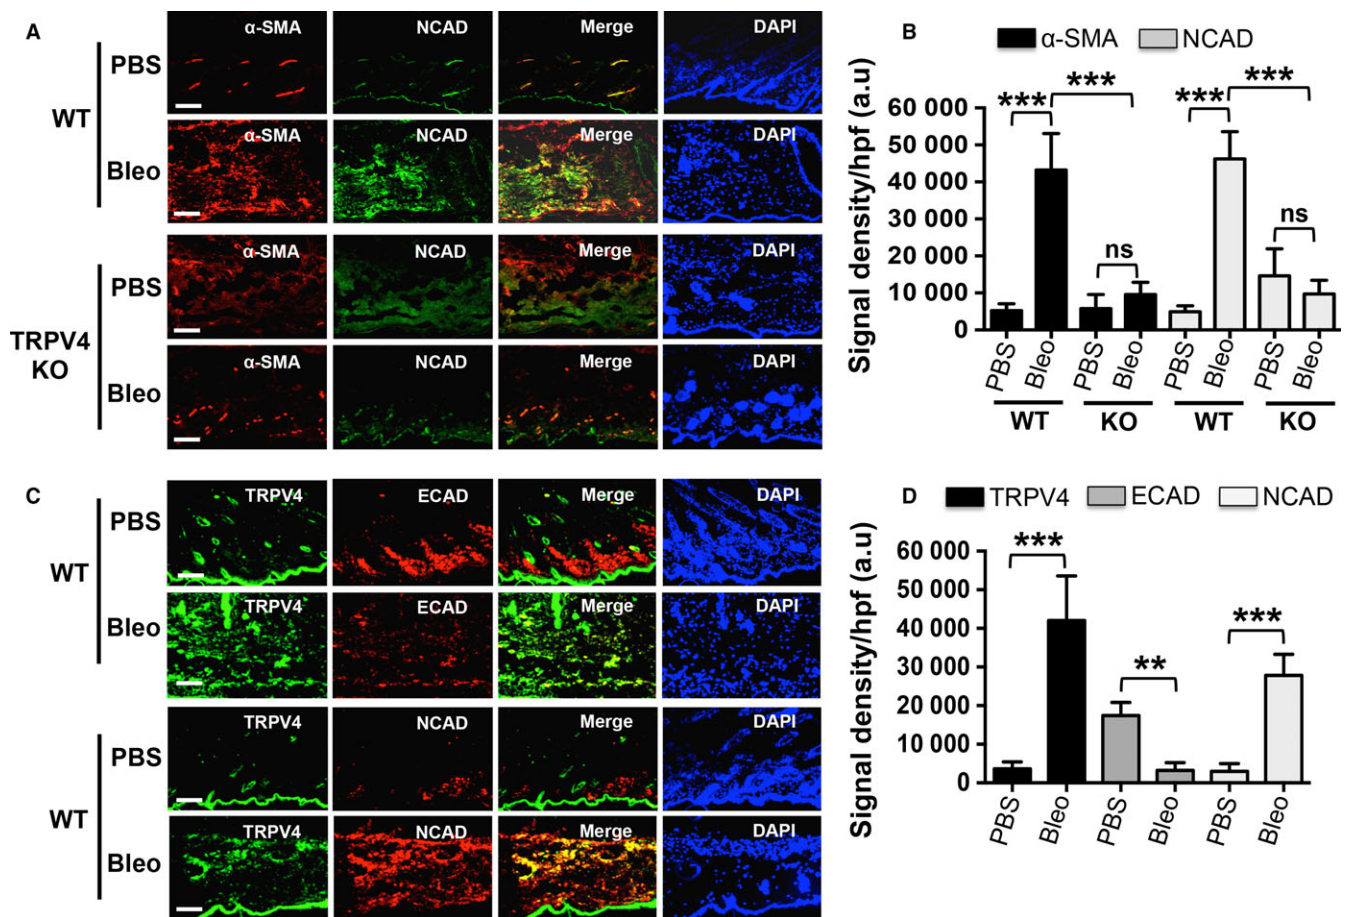 A
α-SMA NCAD Merge DAPI
PBS
WT
α-SMA NCAD Merge DAPI
Bleo
α-SMA NCAD Merge DAPI
PBS
TRPV4
KO
α-SMA NCAD Merge DAPI
Bleo
B
α-SMA NCAD
*** *** *** ***
ns ns
Signal density/hpf (a.u)
60 000
50 000
40 000
30 000
20 000
10 000
0
PBS Bleo PBS Bleo PBS Bleo PBS Bleo
WT KO WT KO
C
TRPV4 ECAD Merge DAPI
PBS
WT
TRPV4 ECAD Merge DAPI
Bleo
TRPV4 NCAD Merge DAPI
PBS
WT
TRPV4 NCAD Merge DAPI
Bleo
D
TRPV4 ECAD NCAD
*** ** ***
Signal density/hpf (a.u)
60 000
50 000
40 000
30 000
20 000
10 000
0
PBS Bleo PBS Bleo PBS Bleo